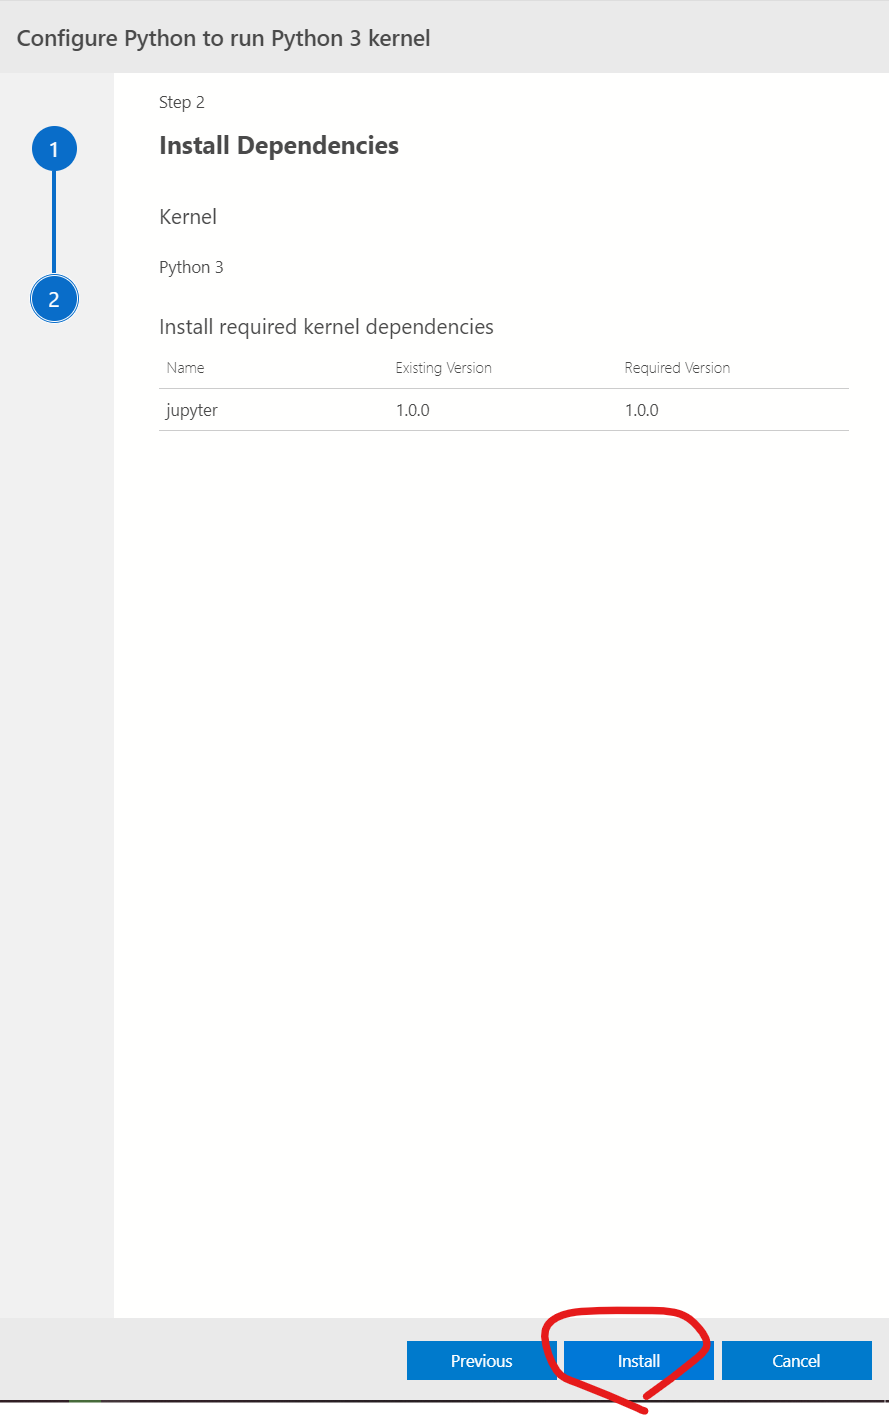 Configure Python to run Python 3 kernel
1
2
Step 2
Install Dependencies
Kernel
Python 3
Install required kernel dependencies
Name Existing Version Required Version
jupyter 1.0.0 1.0.0
Previous Install Cancel